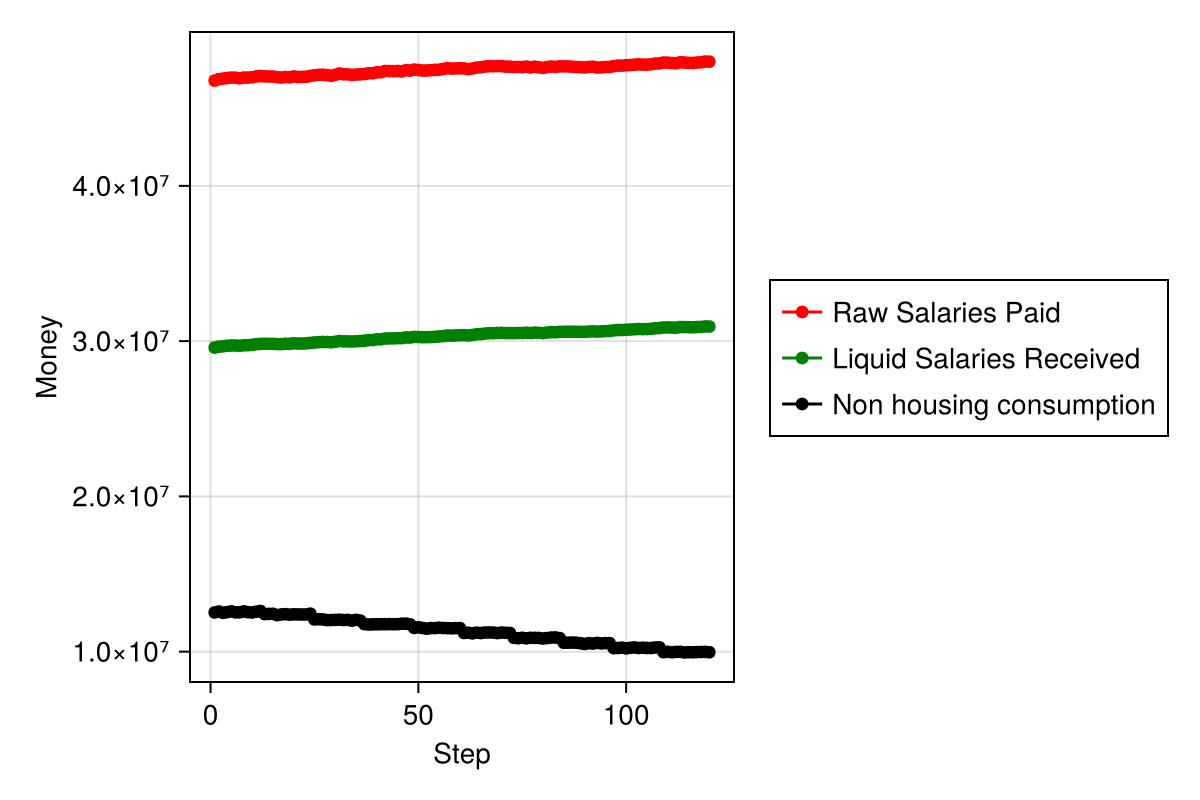 4.0×10⁷
3.0×10⁷
2.0×10⁷
1.0×10⁷
Money
0 50 100
Step
Raw Salaries Paid
Liquid Salaries Received
Non housing consumption